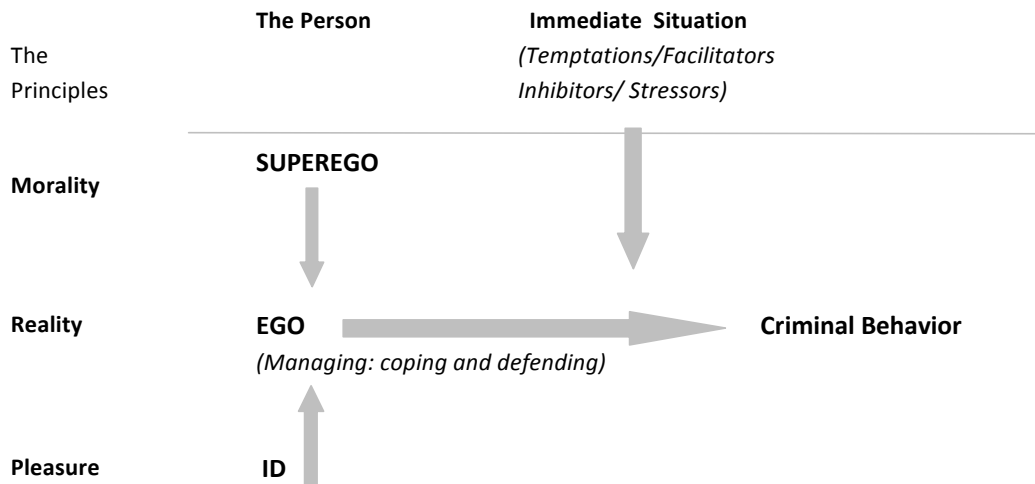 The Person Immediate Situation
The (Temptations/Facilitators
Principles Inhibitors/ Stressors)
SUPEREGO
Morality
Reality EGO Criminal Behavior
(Managing: coping and defending)
Pleasure ID